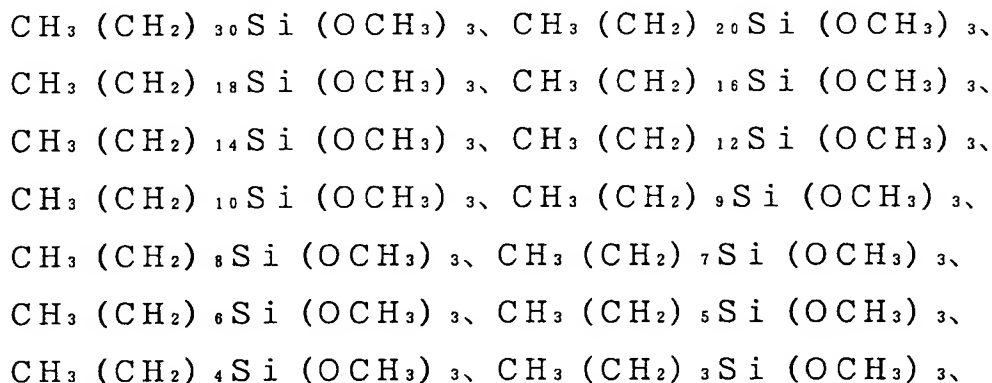 CH₃(CH₂)₃₀Si(OCH₃)₃、CH₃(CH₂)₂₀Si(OCH₃)₃、
CH₃(CH₂)₁₈Si(OCH₃)₃、CH₃(CH₂)₁₆Si(OCH₃)₃、
CH₃(CH₂)₁₄Si(OCH₃)₃、CH₃(CH₂)₁₂Si(OCH₃)₃、
CH₃(CH₂)₁₀Si(OCH₃)₃、CH₃(CH₂)₉Si(OCH₃)₃、
CH₃(CH₂)₈Si(OCH₃)₃、CH₃(CH₂)₇Si(OCH₃)₃、
CH₃(CH₂)₆Si(OCH₃)₃、CH₃(CH₂)₅Si(OCH₃)₃、
CH₃(CH₂)₄Si(OCH₃)₃、CH₃(CH₂)₃Si(OCH₃)₃、